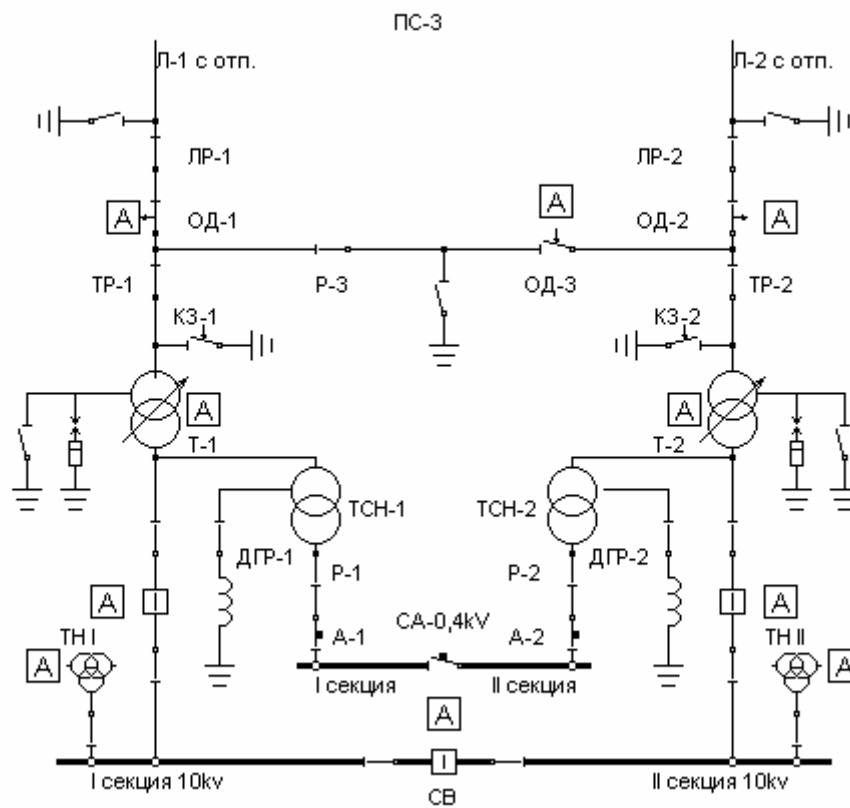 ПС-3
Л-1 с отп.
Л-2 с отп.
ЛР-1
ЛР-2
А
ОД-1
А
ОД-2
А
ТР-1
Р-3
ОД-3
ТР-2
КЗ-1
КЗ-2
А
А
Т-1
Т-2
ТСН-1
ТСН-2
ДГР-1
Р-1
Р-2
ДГР-2
А
I
I
А
ТН I
А-1
СА-0,4kV
А-2
ТН II
А
А
I секция
II секция
А
I секция 10kv
I
II секция 10kv
СВ